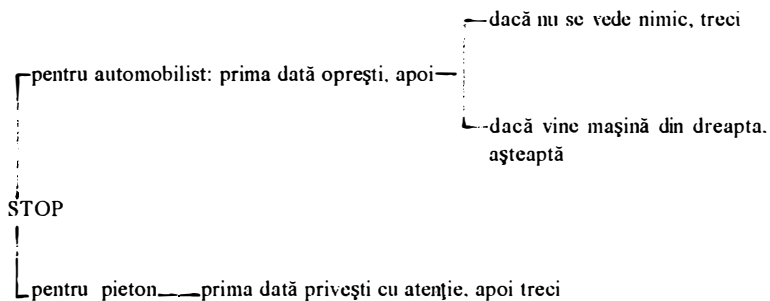 dacă nu se vede nimic, treci
pentru automobilist: prima dată oprești, apoi
dacă vine mașină din dreapta,
așteaptă
STOP
pentru pieton prima dată privești cu atenție, apoi treci